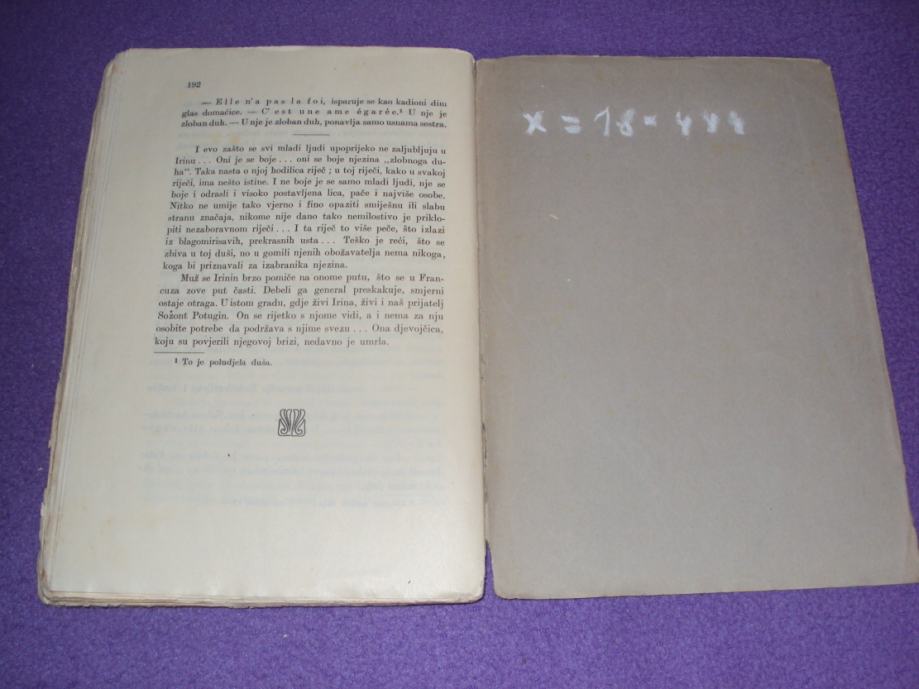 192
— Elle n'a pas la foi, isparuje se kao kadioni dim
glas domaćice. — C'est une ame égarée.¹ U nje je
zloban duh. — U nje je zloban duh, ponavlja samo usnama sestra.
I evo zašto se svi mladi ljudi upoprijeko ne zaljubljuju u
Irinu... Oni je se boje... oni se boje njezina „zlobnoga du-
ha“. Taka nasta o njoj hodilica riječ; u toj riječi, kako u svakoj
riječi, ima nešto istine. I ne boje je se samo mladi ljudi, nje se
boje i odrasli i visoko postavljena lica, pače i najviše osobe.
Nitko ne umije tako vjerno i fino opaziti smiješnu ili slabu
stranu značaja, nikome nije dano tako nemilostivo je priklo-
piti nezaboravnom riječi... I ta riječ to više peče, što izlazi
iz blagomirisavih, prekrasnih usta... Teško je reći, što se
zbiva u toj duši, no u gomili njenih obožavatelja nema nikoga,
koga bi priznavali za izabranika njezina.
Muž se Irinin brzo pomiče na onome putu, što se u Fran-
cuza zove put časti. Debeli ga general preskakuje, smjerni
ostaje otraga. U istom gradu, gdje živi Irina, živi i naš prijatelj
Sožont Potugin. On se rijetko s njome vidi, a i nema za nju
osobite potrebe da podržava s njime svezu... Ona djevojčica,
koju su povjerili njegovoj brizi, nedavno je umrla.
¹ To je poludjela duša.
x = 18 -